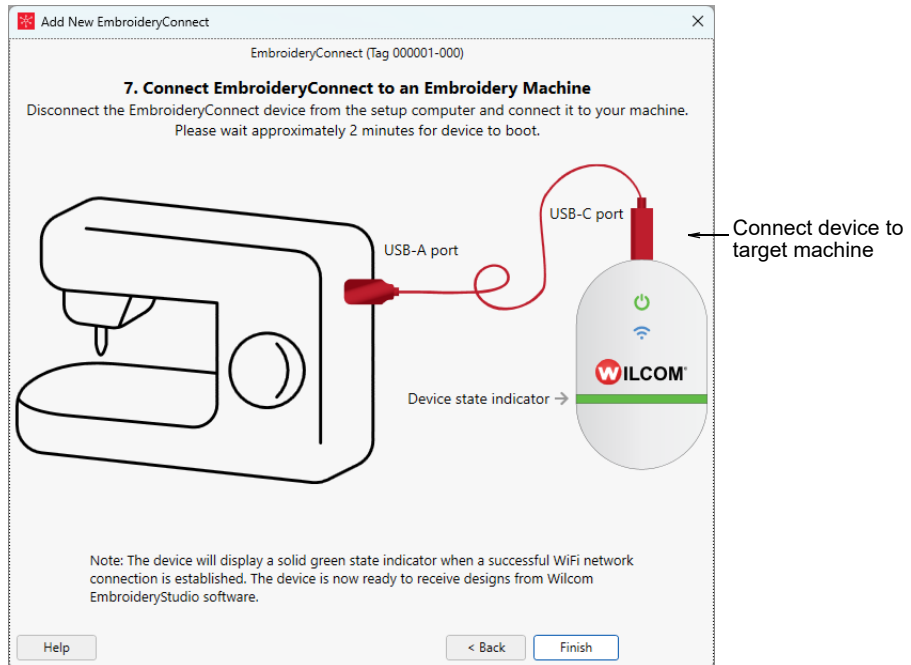 Add New EmbroideryConnect
EmbroideryConnect (Tag 000001-000)
7. Connect EmbroideryConnect to an Embroidery Machine
Disconnect the EmbroideryConnect device from the setup computer and connect it to your machine.
Please wait approximately 2 minutes for device to boot.
USB-C port
USB-A port
Connect device to
target machine
WILCOM
Device state indicator →
Note: The device will display a solid green state indicator when a successful WiFi network
connection is established. The device is now ready to receive designs from Wilcom
EmbroideryStudio software.
Help
< Back
Finish